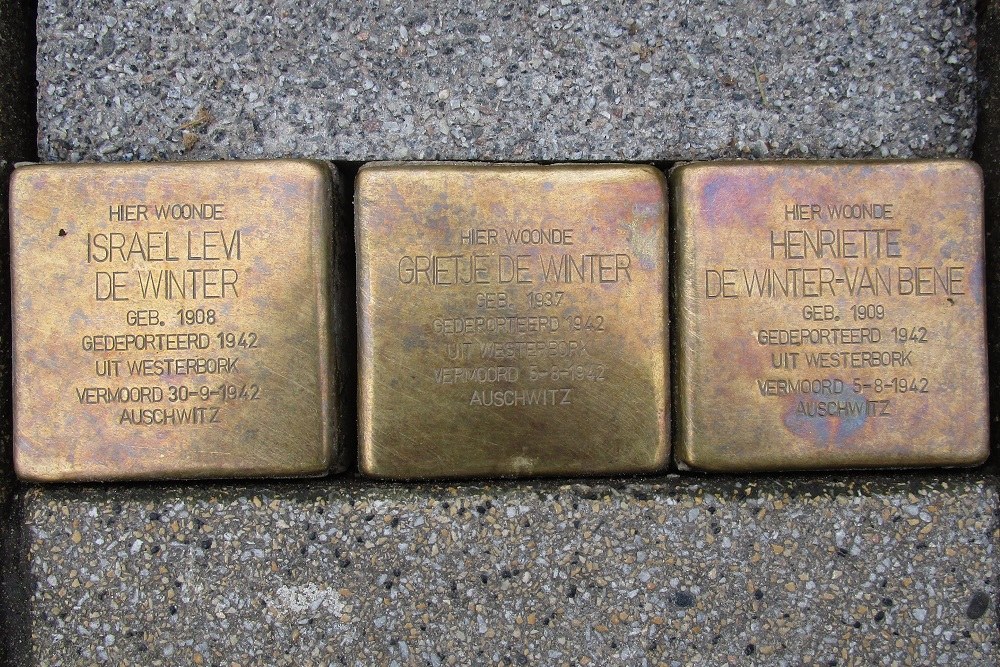 HIER WOONDE
ISRAEL LEVI
DE WINTER
GEB. 1908
GEDEPORTEERD 1942
UIT WESTERBORK
VERMOORD 30-9-1942
AUSCHWITZ
HIER WOONDE
GRIETJE DE WINTER
GEB. 1937
GEDEPORTEERD 1942
UIT WESTERBORK
VERMOORD 5-8-1942
AUSCHWITZ
HIER WOONDE
HENRIETTE
DE WINTER-VAN BIENE
GEB. 1909
GEDEPORTEERD 1942
UIT WESTERBORK
VERMOORD 5-8-1942
AUSCHWITZ